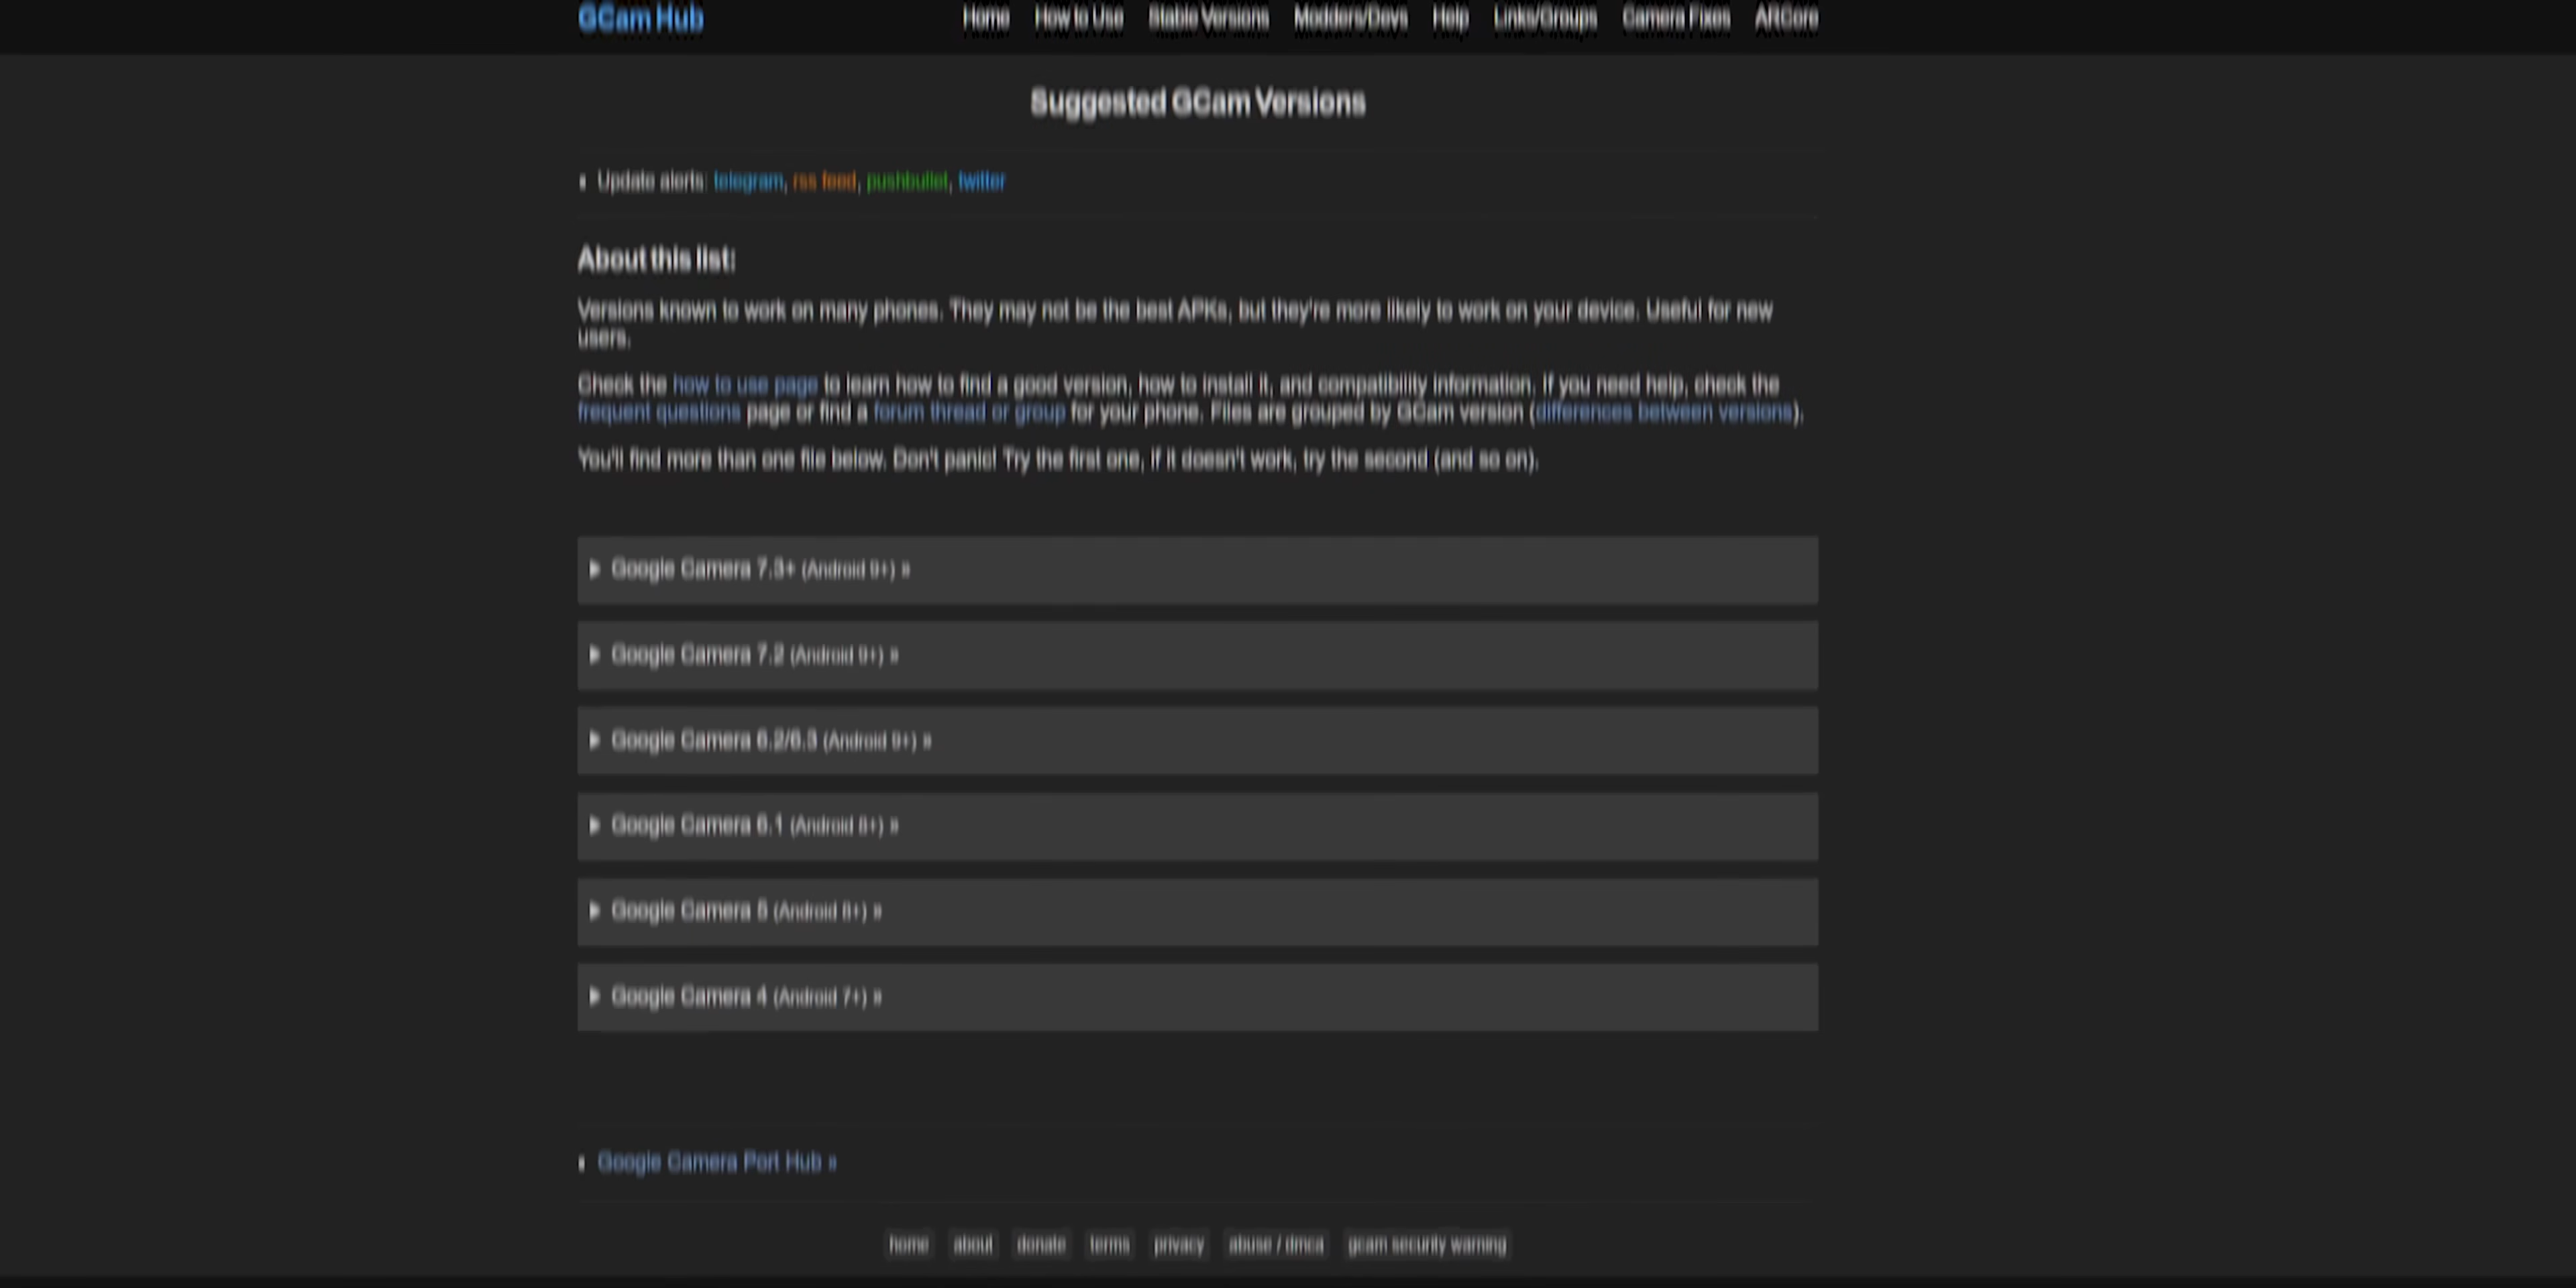 GCam Hub Home How to Use Stable Versions Modders/Devs Help Links/Groups Camera Fixes ARCore
Suggested GCam Versions
Update alerts: telegram, rss feed, pushbullet, twitter
About this list:
Versions known to work on many phones. They may not be the best APKs, but they're more likely to work on your device. Useful for new
users.
Check the how to use page to learn how to find a good version, how to install it, and compatibility information. If you need help, check the
frequent questions page or find a forum thread or group for your phone. Files are grouped by GCam version (differences between versions).
You'll find more than one file below. Don't panic! Try the first one, if it doesn't work, try the second (and so on).
Google Camera 7.3+ (Android 9+) »
Google Camera 7.2 (Android 9+) »
Google Camera 6.2/6.3 (Android 9+) »
Google Camera 6.1 (Android 8+) »
Google Camera 5 (Android 8+) »
Google Camera 4 (Android 7+) »
Google Camera Port Hub »
home about donate terms privacy abuse / dmca gcam security warning